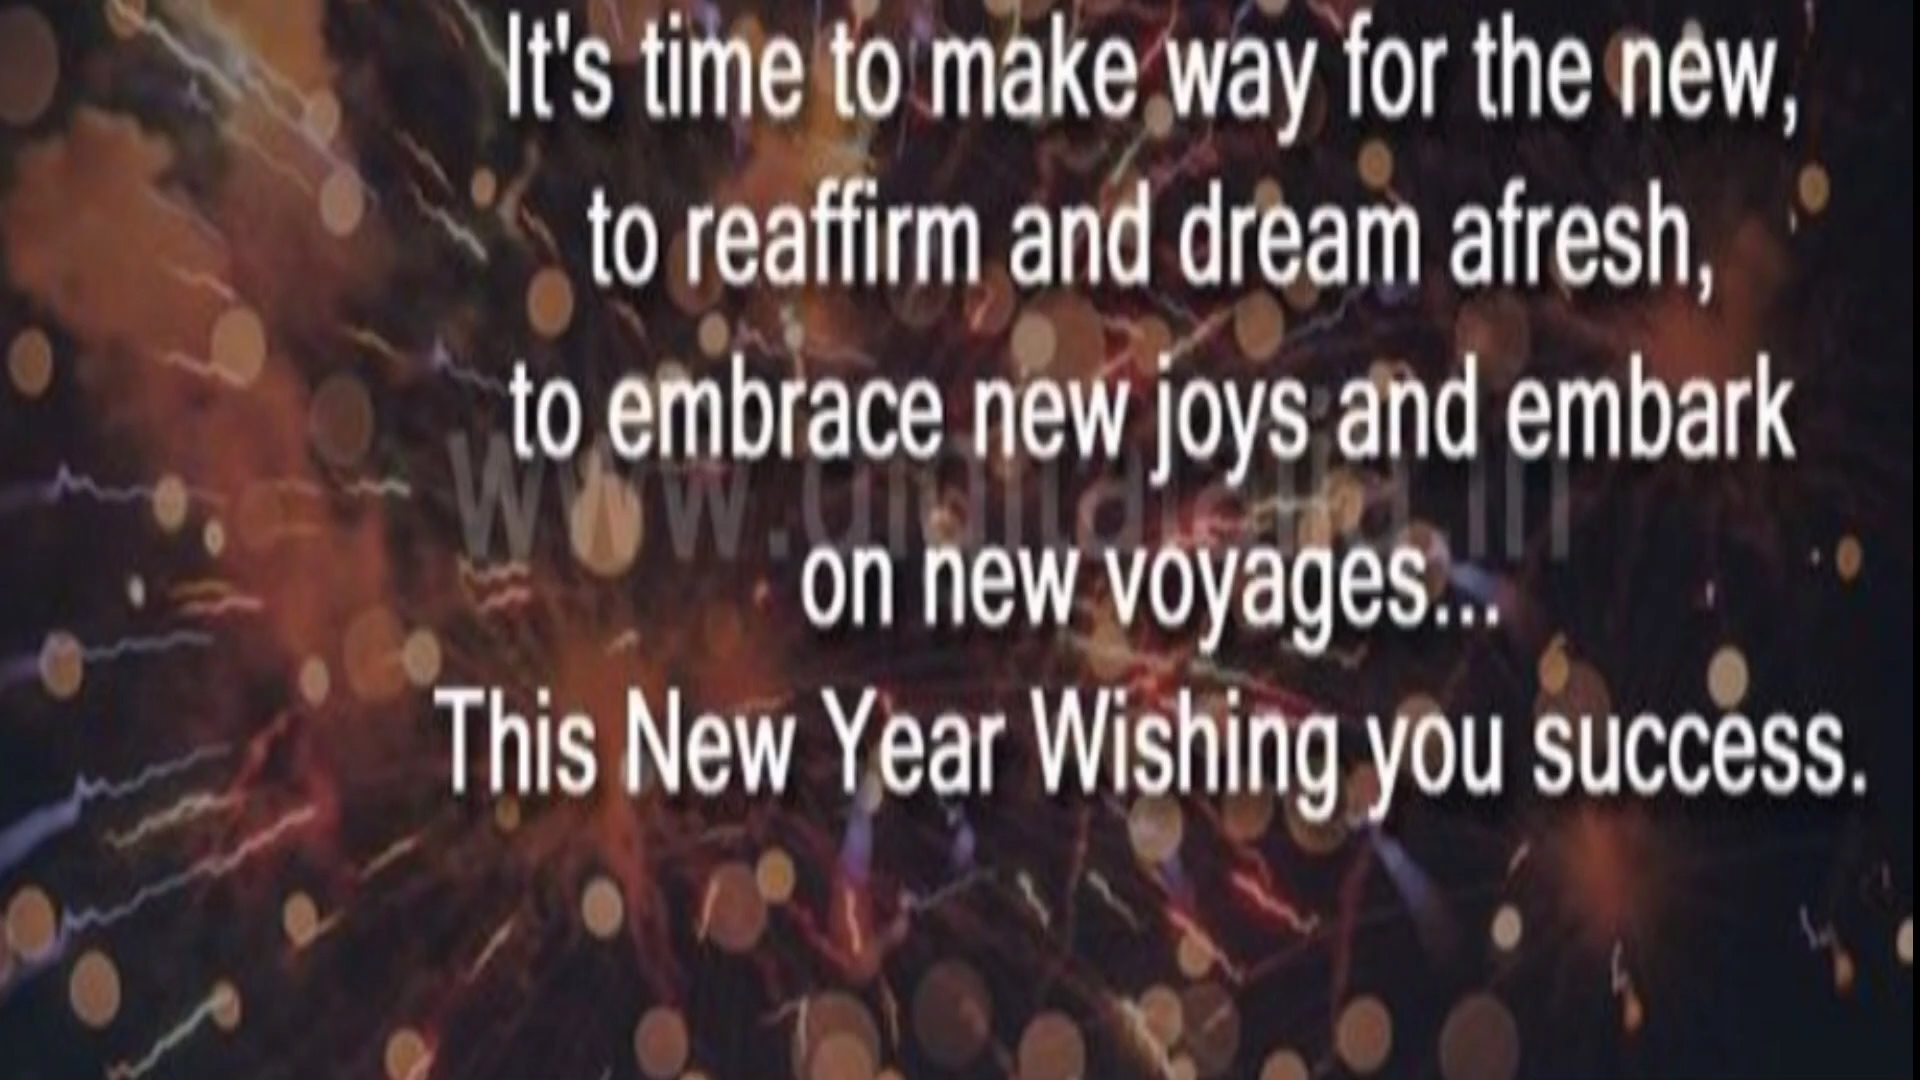 It's time to make way for the new,
to reaffirm and dream afresh,
to embrace new joys and embark
on new voyages...
This New Year Wishing you success.